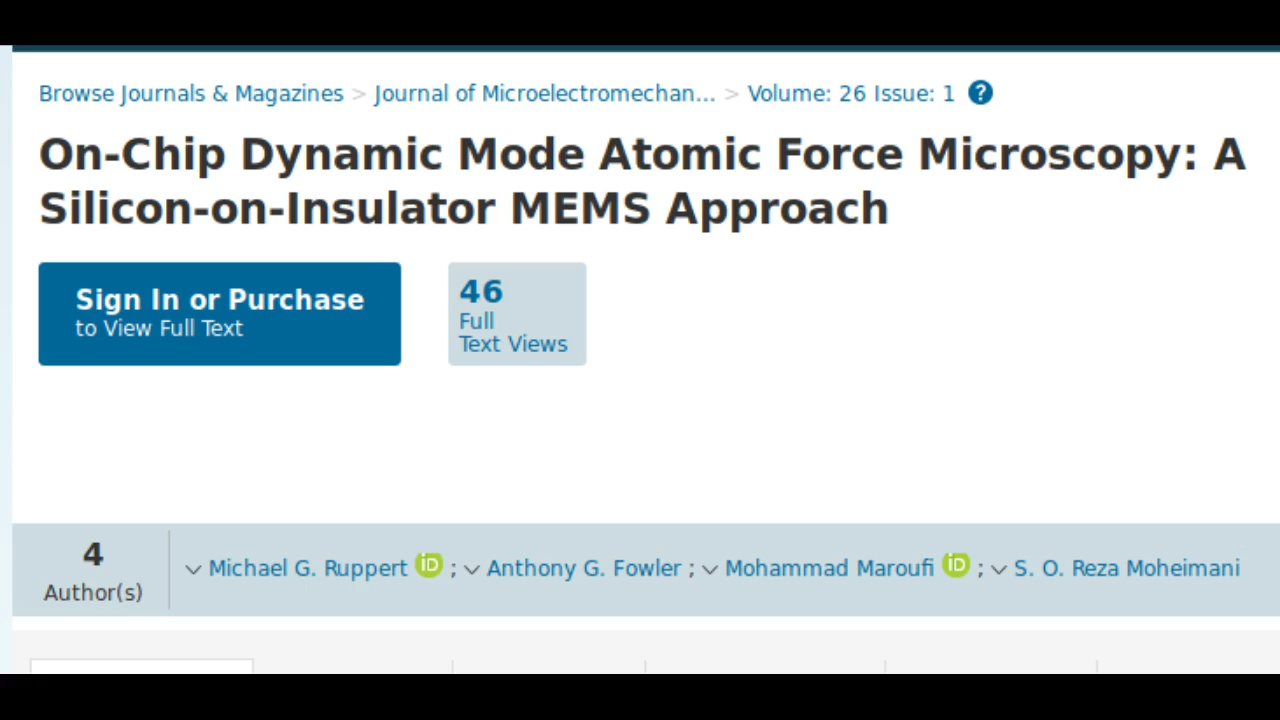 Browse Journals & Magazines > Journal of Microelectromechan... > Volume: 26 Issue: 1 ?
On-Chip Dynamic Mode Atomic Force Microscopy: A
Silicon-on-Insulator MEMS Approach
Sign In or Purchase
to View Full Text
46
Full
Text Views
4
Author(s)
Michael G. Ruppert iD ; Anthony G. Fowler ; Mohammad Maroufi iD ; S. O. Reza Moheimani